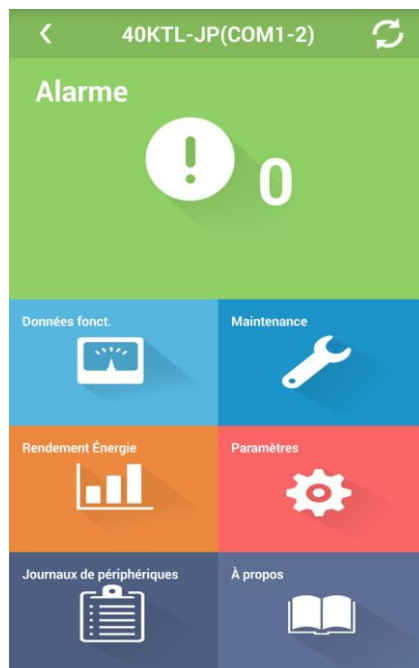 40KTL-JP(COM1-2)
Alarme
0
Données fonct.
Maintenance
Rendement Énergie
Paramètres
Journaux de périphériques
À propos